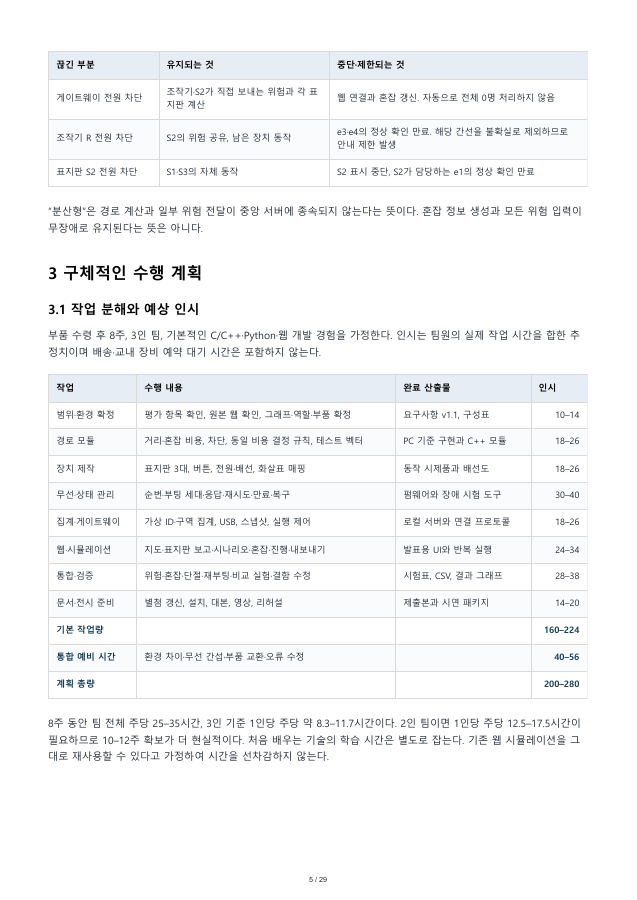 끊긴 부분 유지되는 것 중단·제한되는 것
게이트웨이 전원 차단 조작기·S2가 직접 보내는 위험과 각 표지판 계산 웹 연결과 혼잡 갱신. 자동으로 전체 0명 처리하지 않음
조작기 R 전원 차단 S2의 위험 공유, 남은 장치 동작 e3·e4의 정상 확인 만료. 해당 간선을 불확실로 제외하므로 안내 제한 발생
표지판 S2 전원 차단 S1·S3의 자체 동작 S2 표시 중단, S2가 담당하는 e1의 정상 확인 만료
“분산형”은 경로 계산과 일부 위험 전달이 중앙 서버에 종속되지 않는다는 뜻이다. 혼잡 정보 생성과 모든 위험 입력이
무장애로 유지된다는 뜻은 아니다.
3 구체적인 수행 계획
3.1 작업 분해와 예상 인시
부품 수령 후 8주, 3인 팀, 기본적인 C/C++·Python·웹 개발 경험을 가정한다. 인시는 팀원의 실제 작업 시간을 합한 추
정치이며 배송·교내 장비 예약 대기 시간은 포함하지 않는다.
작업 수행 내용 완료 산출물 인시
범위·환경 확정 평가 항목 확인, 원본 웹 확인, 그래프·역할·부품 확정 요구사항 v1.1, 구성표 10–14
경로 모듈 거리·혼잡 비용, 차단, 동일 비용 결정 규칙, 테스트 벡터 PC 기준 구현과 C++ 모듈 18–26
장치 제작 표지판 3대, 버튼, 전원·배선, 화살표 매핑 동작 시제품과 배선도 18–26
무선·상태 관리 순번·부팅 세대·응답·재시도·만료·복구 펌웨어와 장애 시험 도구 30–40
집계·게이트웨이 가상 ID·구역 집계, USB, 스냅샷, 실행 제어 로컬 서버와 연결 프로토콜 18–26
웹·시뮬레이션 지도·표지판 보고·시나리오·혼잡·진행·내보내기 발표용 UI와 반복 실행 24–34
통합·검증 위험·혼잡·단절·재부팅·비교 실험·결함 수정 시험표, CSV, 결과 그래프 28–38
문서·전시 준비 별첨 갱신, 설치, 대본, 영상, 리허설 제출본과 시연 패키지 14–20
기본 작업량 160–224
통합 예비 시간 환경 차이·무선 간섭·부품 교환·오류 수정 40–56
계획 총량 200–280
8주 동안 팀 전체 주당 25–35시간, 3인 기준 1인당 주당 약 8.3–11.7시간이다. 2인 팀이면 1인당 주당 12.5–17.5시간이
필요하므로 10–12주 확보가 더 현실적이다. 처음 배우는 기술의 학습 시간은 별도로 잡는다. 기존 웹 시뮬레이션을 그
대로 재사용할 수 있다고 가정하여 시간을 선차감하지 않는다.
5 / 29